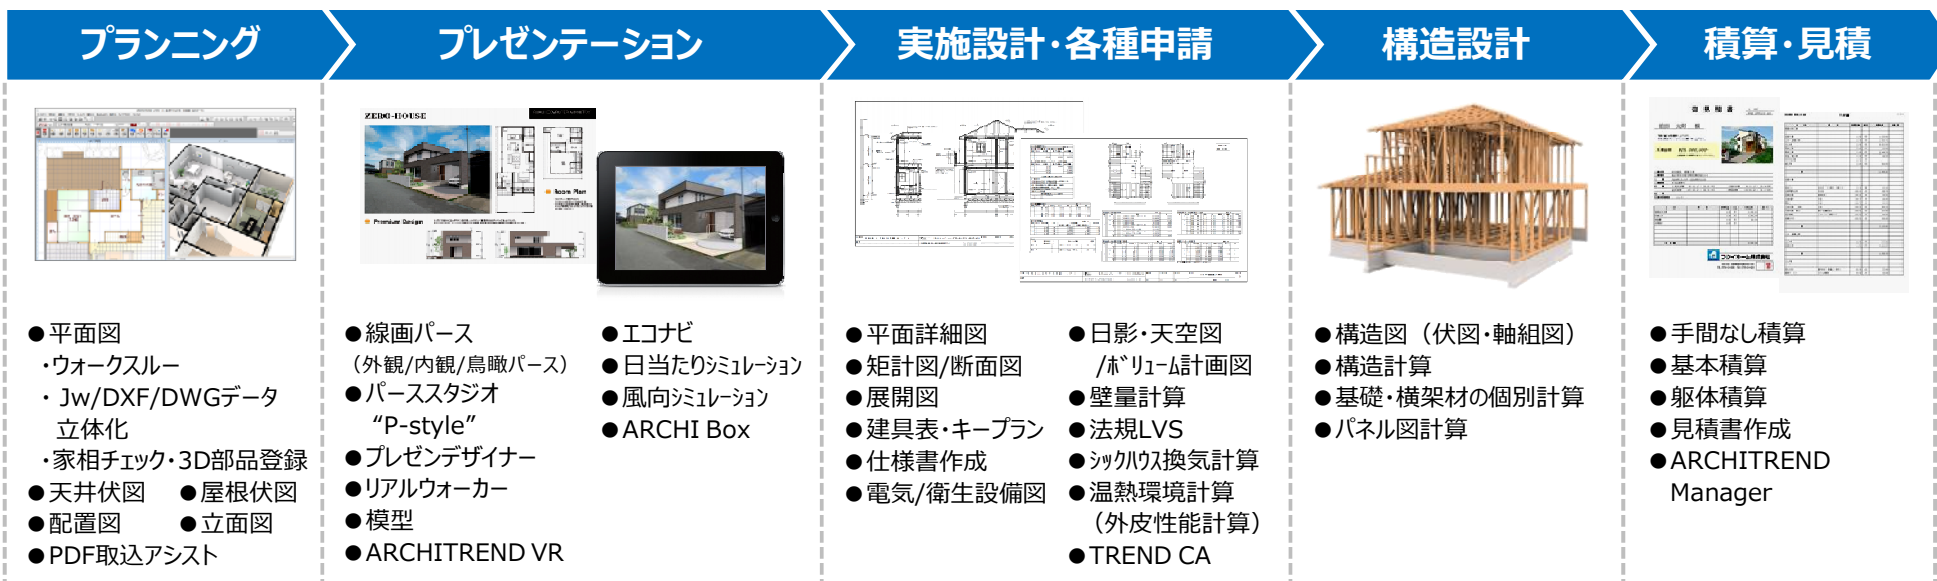 プランニング
プレゼンテーション
実施設計・各種申請
構造設計
積算・見積
ZERO-HOUSE
Room Plan
Premium Design
●平面図
・ウォークスルー
・Jw/DXF/DWGデータ
立体化
・家相チェック・3D部品登録
●天井伏図 ●屋根伏図
●配置図 ●立面図
●PDF取込アシスト
●線画パース
（外観/内観/鳥瞰パース）
●パーススタジオ
“P-style”
●プレゼンデザイナー
●リアルウォーカー
●模型
●ARCHITREND VR
●エコナビ
●日当たりｼﾐｭﾚｰｼｮﾝ
●風向ｼﾐｭﾚｰｼｮﾝ
●ARCHI Box
●平面詳細図
●矩計図/断面図
●展開図
●建具表・キープラン
●仕様書作成
●電気/衛生設備図
●日影・天空図
/ﾎﾞﾘｭｰﾑ計画図
●壁量計算
●法規LVS
●ｼｯｸﾊｳｽ換気計算
●温熱環境計算
（外皮性能計算）
●TREND CA
●構造図（伏図・軸組図）
●構造計算
●基礎・横架材の個別計算
●パネル図計算
●手間なし積算
●基本積算
●躯体積算
●見積書作成
●ARCHITREND
Manager